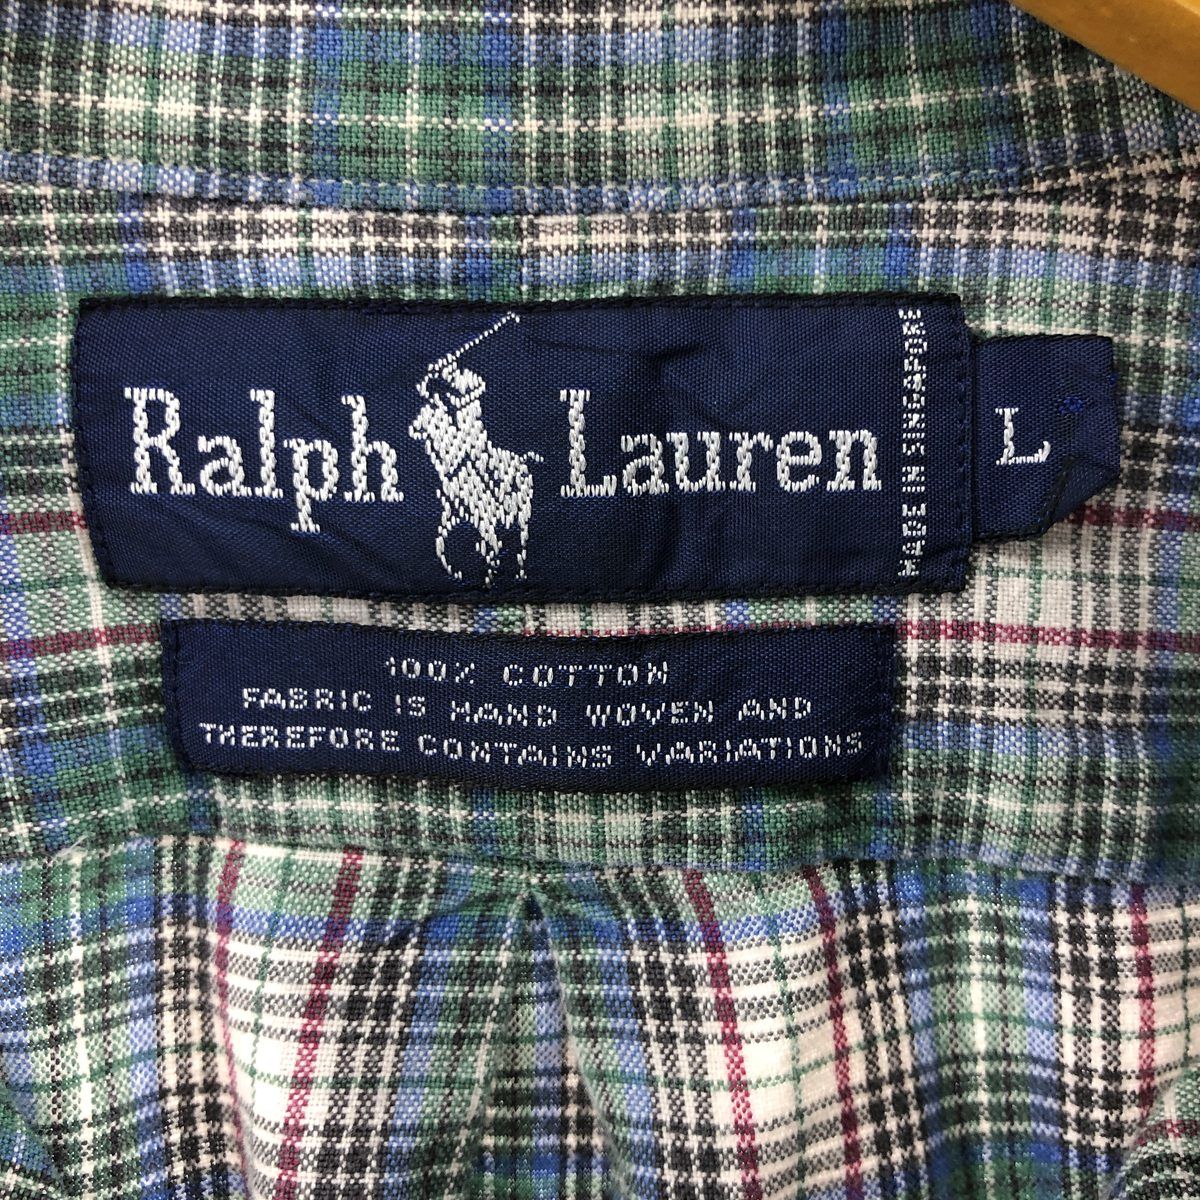 Ralph Lauren
MADE IN SINGAPORE
L
100% COTTON
FABRIC IS HAND WOVEN AND
THEREFORE CONTAINS VARIATIONS